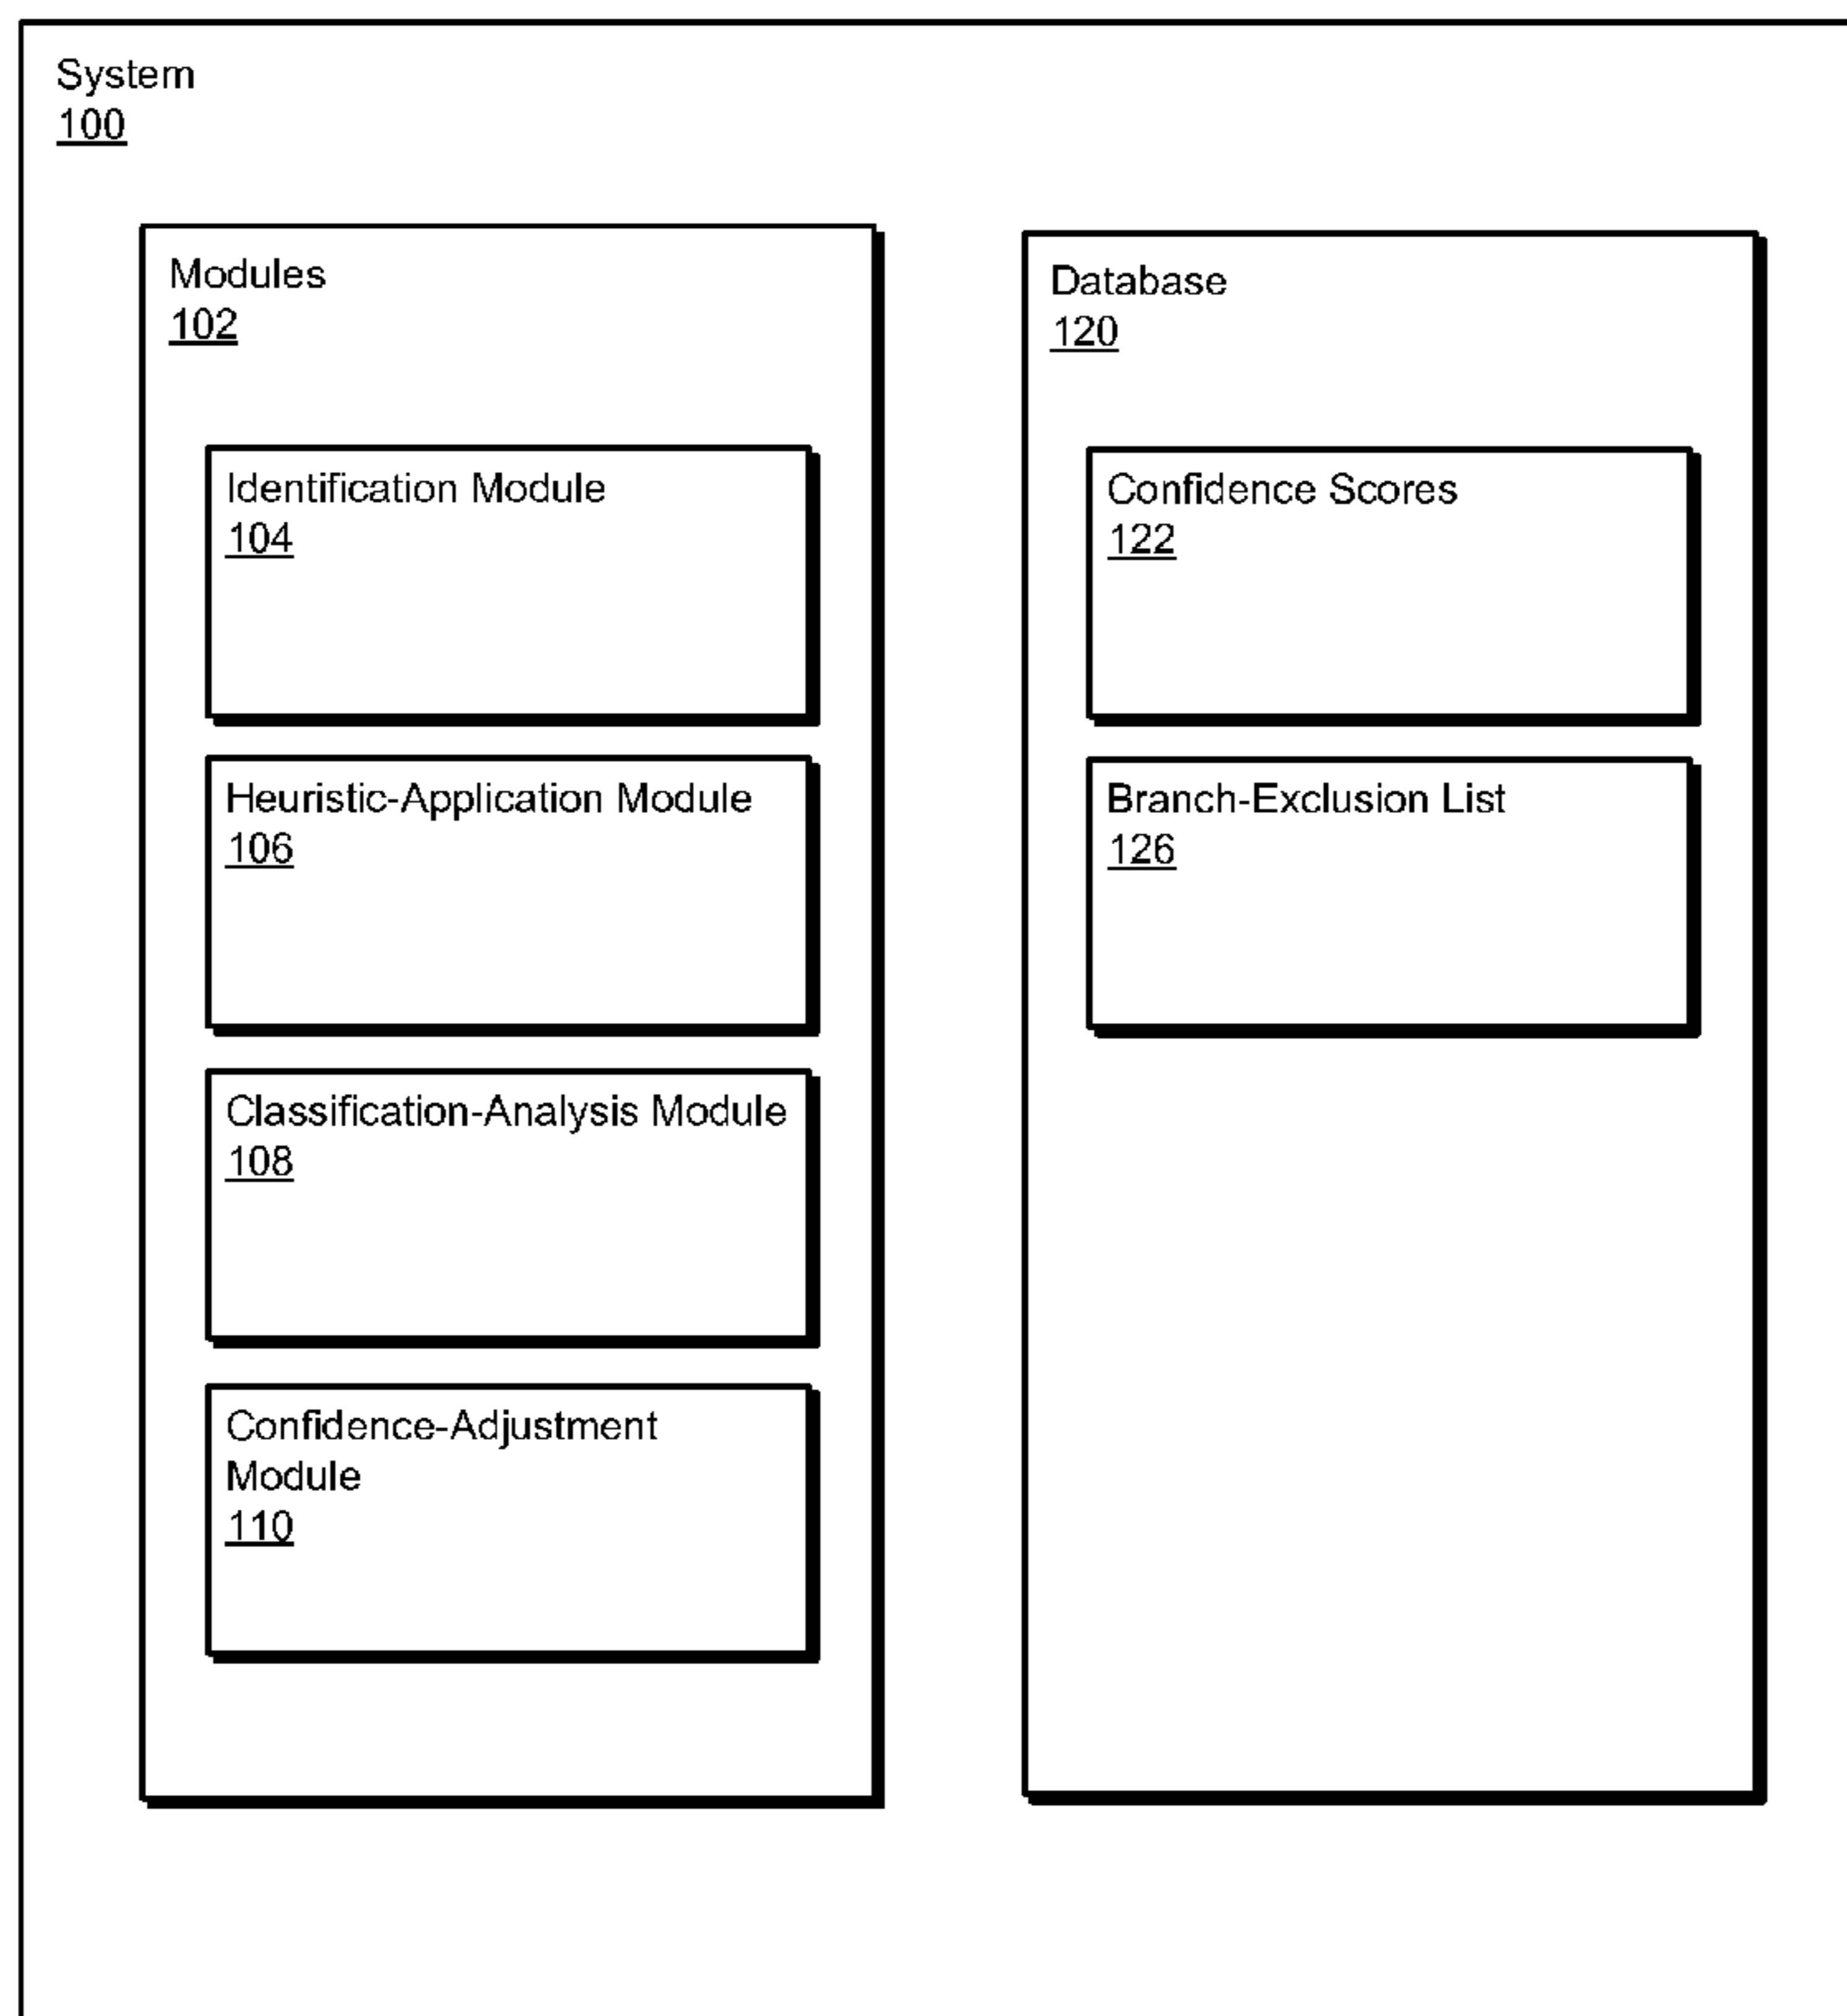 System
100
Modules
102
Identification Module
104
Heuristic-Application Module
106
Classification-Analysis Module
108
Confidence-Adjustment
Module
110
Database
120
Confidence Scores
122
Branch-Exclusion List
126